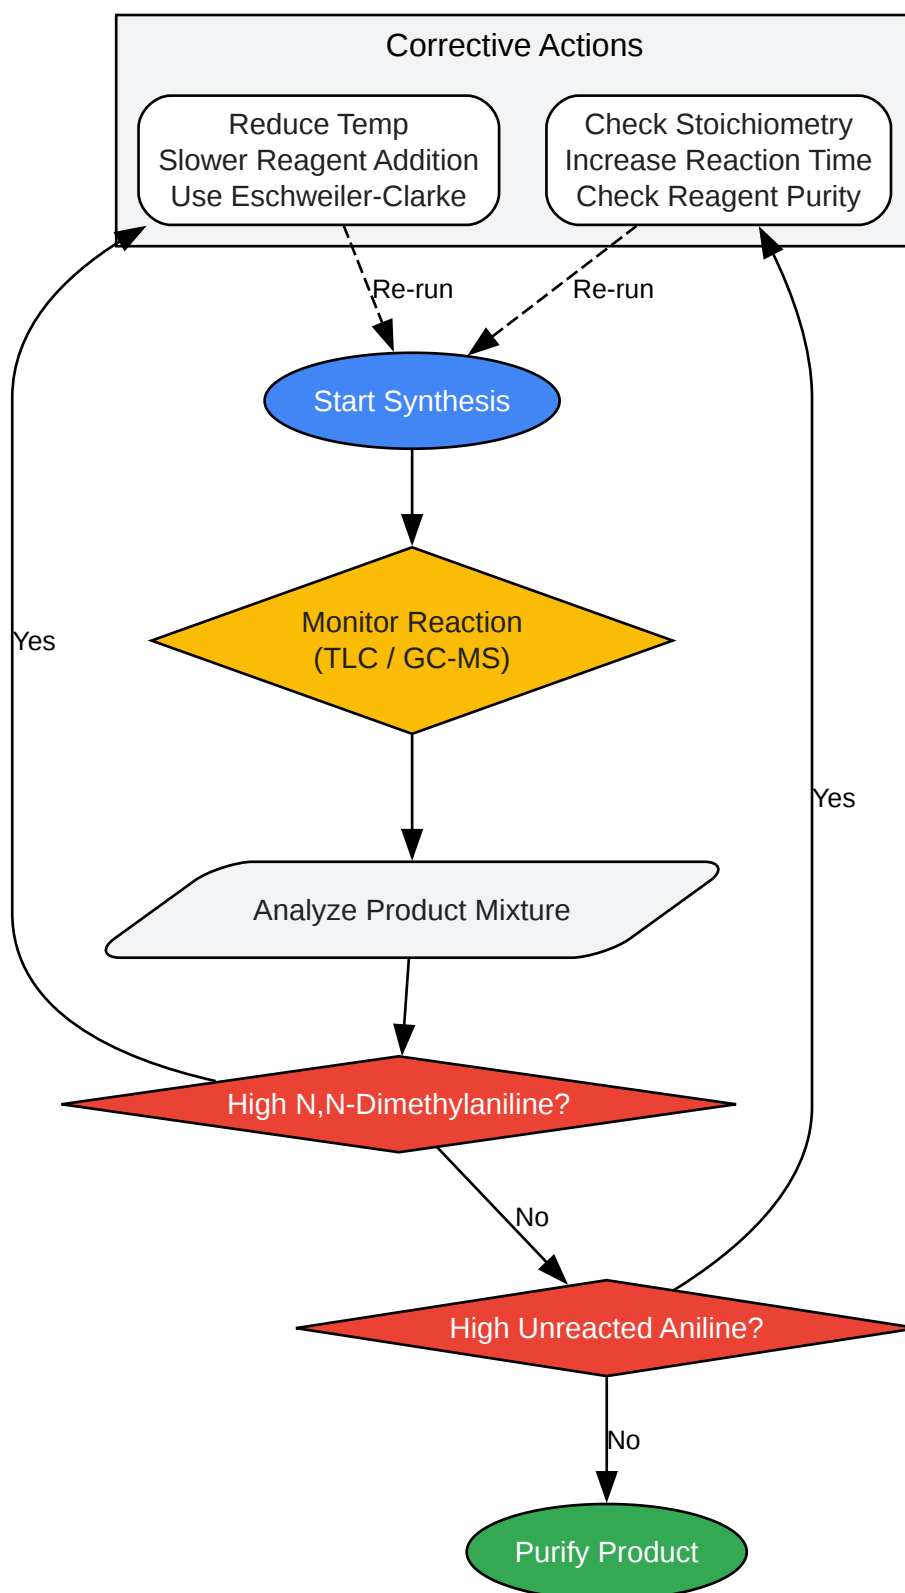 Corrective Actions
Reduce Temp
Slower Reagent Addition
Use Eschweiler-Clarke
Check Stoichiometry
Increase Reaction Time
Check Reagent Purity
Re-run
Re-run
Start Synthesis
Monitor Reaction
(TLC / GC-MS)
Yes
Yes
Analyze Product Mixture
High N,N-Dimethylaniline?
No
High Unreacted Aniline?
No
Purify Product